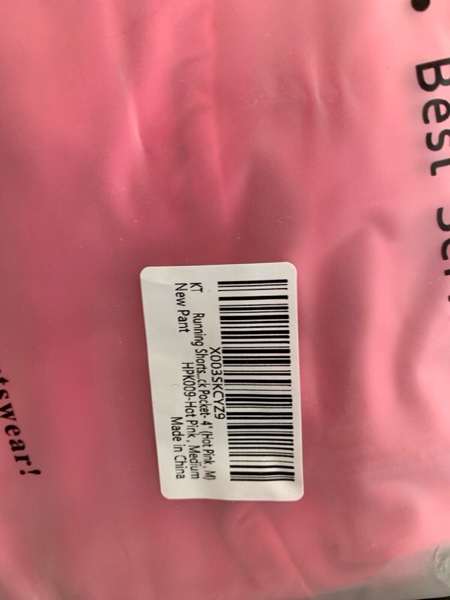 Best
X003SKCYZ9
KT Running Shorts...ck Pocket- 4' (Hot Pink, M)
HPK009-Hot Pink, Medium
New Pant
Made in China
tswear!